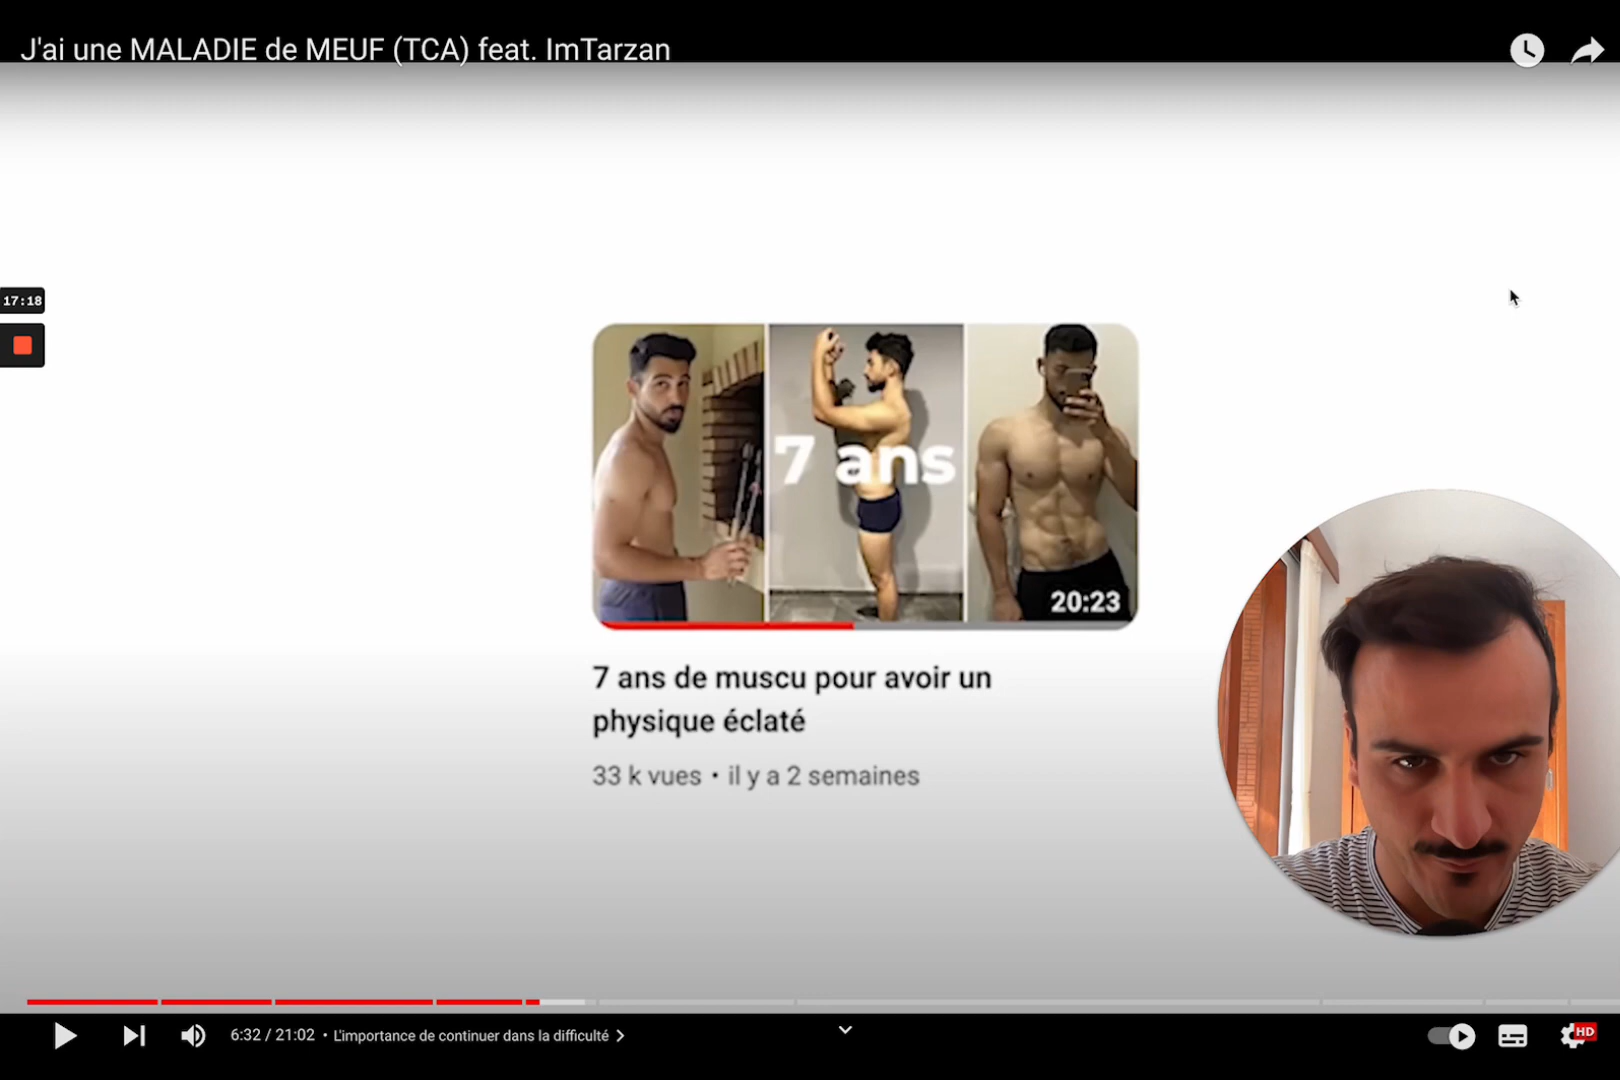 J'ai une MALADIE de MEUF (TCA) feat. ImTarzan
17:18
7 ans
20:23
7 ans de muscu pour avoir un
physique éclaté
33 k vues • il y a 2 semaines
6:32 / 21:02 • L'importance de continuer dans la difficulté
HD